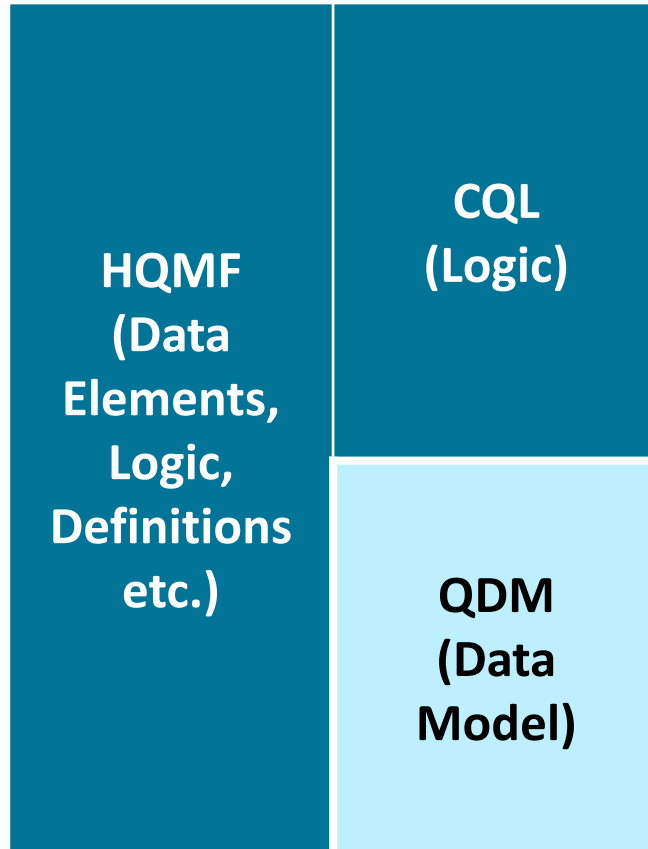 HQMF
(Data
Elements,
Logic,
Definitions
etc.)
CQL
(Logic)
QDM
(Data
Model)